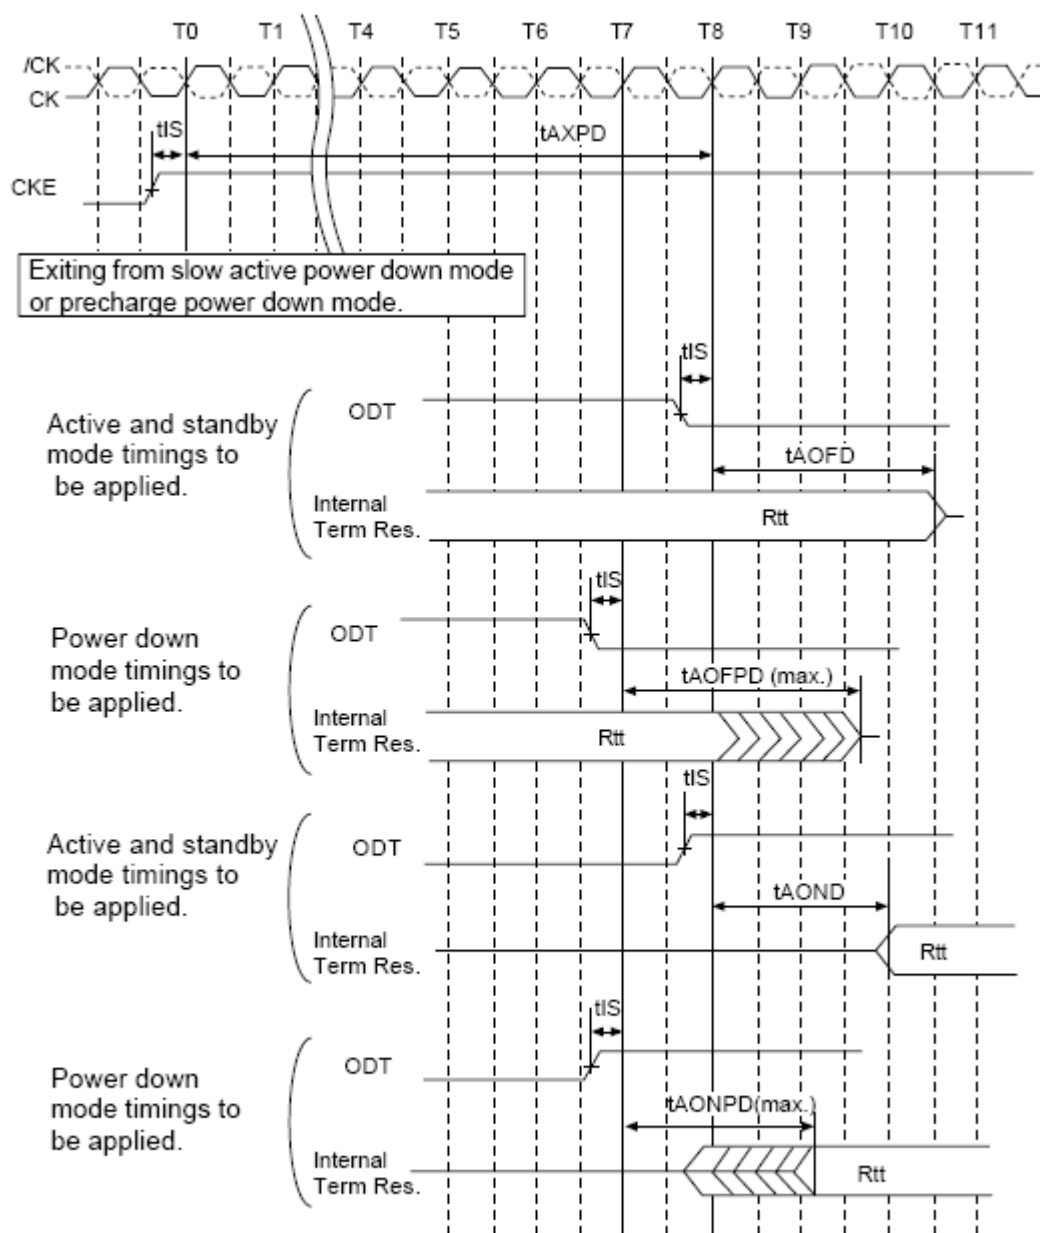 T0 T1 T4 T5 T6 T7 T8 T9 T10 T11
/CK
CK
tIS
tAXPD
CKE
Exiting from slow active power down mode
or precharge power down mode.
tIS
ODT
Active and standby
mode timings to
be applied.
tAOFD
Internal
Term Res.
Rtt
tIS
ODT
Power down
mode timings to
be applied.
tAOFPD (max.)
Internal
Term Res.
Rtt
tIS
ODT
Active and standby
mode timings to
be applied.
tAOND
Internal
Term Res.
Rtt
tIS
ODT
Power down
mode timings to
be applied.
tAONPD(max.)
Internal
Term Res.
Rtt